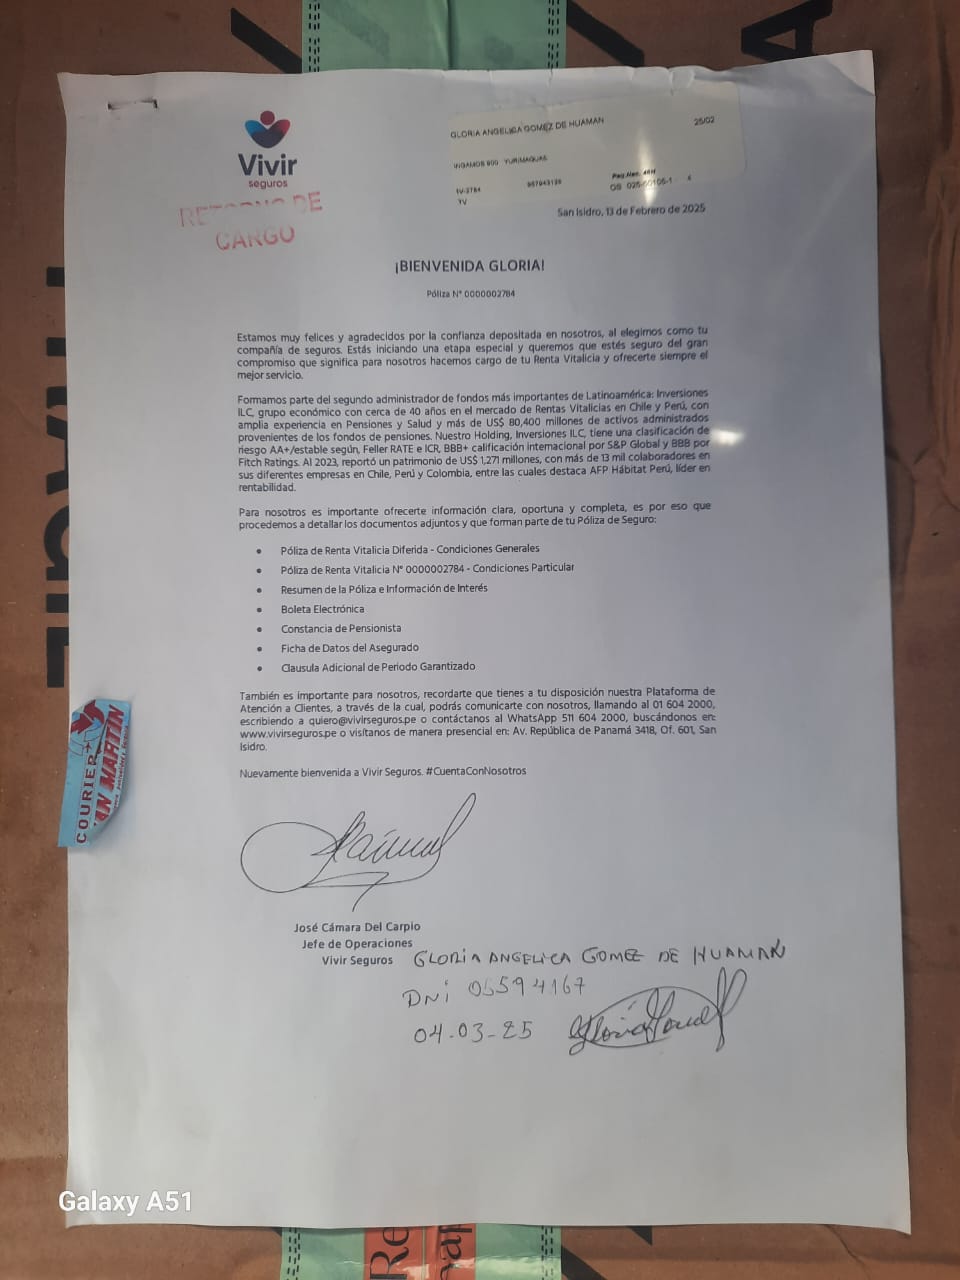 Vivir
seguros
RETORNO DE
CARGO
GLORIA ANGELICA GOMEZ DE HUAMAN 25/02
INGAMOS 600 YURIMAGUAS
1V-2784 957943139
1V
San Isidro, 13 de Febrero de 2025
¡BIENVENIDA GLORIA!
Póliza N° 0000002784
Estamos muy felices y agradecidos por la confianza depositada en nosotros, al elegirnos como tu
compañía de seguros. Estás iniciando una etapa especial y queremos que estés seguro del gran
compromiso que significa para nosotros hacernos cargo de tu Renta Vitalicia y ofrecerte siempre el
mejor servicio.
Formamos parte del segundo administrador de fondos más importantes de Latinoamérica: Inversiones
ILC, grupo económico con cerca de 40 años en el mercado de Rentas Vitalicias en Chile y Perú, con
amplia experiencia en Pensiones y Salud y más de US$ 80,400 millones de activos administrados
provenientes de los fondos de pensiones. Nuestro Holding, Inversiones ILC, tiene una clasificación de
riesgo AA+/estable según, Feller RATE e ICR, BBB+ calificación internacional por S&P Global y BBB por
Fitch Ratings. Al 2023, reportó un patrimonio de US$ 1,271 millones, con más de 13 mil colaboradores en
sus diferentes empresas en Chile, Perú y Colombia, entre las cuales destaca AFP Hábitat Perú, líder en
rentabilidad.
Para nosotros es importante ofrecerte información clara, oportuna y completa, es por eso que
procedemos a detallar los documentos adjuntos y que forman parte de tu Póliza de Seguro:
• Póliza de Renta Vitalicia Diferida - Condiciones Generales
• Póliza de Renta Vitalicia N° 0000002784 - Condiciones Particular
• Resumen de la Póliza e Información de Interés
• Boleta Electrónica
• Constancia de Pensionista
• Ficha de Datos del Asegurado
• Clausula Adicional de Periodo Garantizado
También es importante para nosotros, recordarte que tienes a tu disposición nuestra Plataforma de
Atención a Clientes, a través de la cual, podrás comunicarte con nosotros, llamando al 01 604 2000,
escribiendo a quiero@vivirseguros.pe o contáctanos al WhatsApp 511 604 2000, buscándonos en:
www.vivirseguros.pe o visítanos de manera presencial en: Av. República de Panamá 3418, Of. 601, San
Isidro.
Nuevamente bienvenida a Vivir Seguros. #CuentaConNosotros
José Cámara Del Carpio
Jefe de Operaciones
Vivir Seguros
GLORIA ANGELICA GOMEZ DE HUAMAN
DNI 05594167
04-03-25
COURIER
SAN MARTIN
Galaxy A51